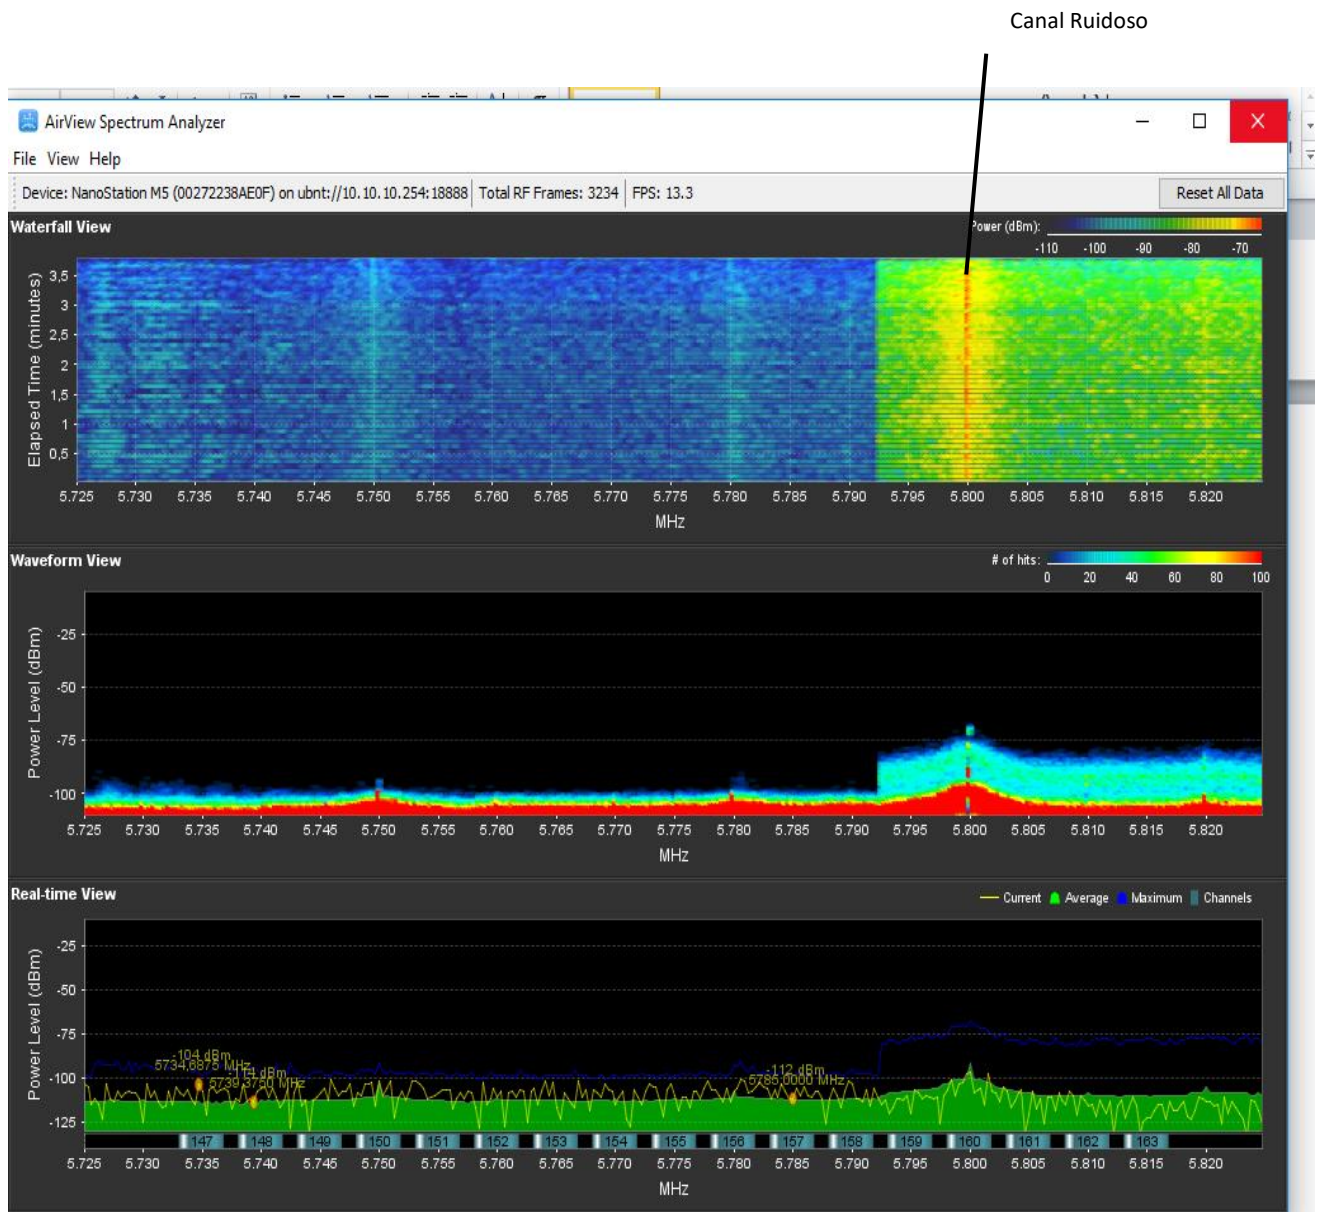 Canal Ruidoso
AirView Spectrum Analyzer
File View Help
Device: NanoStation M5 (00272238AE0F) on ubnt://10.10.10.254:18888 Total RF Frames: 3234 FPS: 13.3 Reset All Data
Waterfall View
Power (dBm):
-110 -100 -90 -80 -70
Elapsed Time (minutes)
3,5
3
2,5
2
1,5
1
0,5
5.725 5.730 5.735 5.740 5.745 5.750 5.755 5.760 5.765 5.770 5.775 5.780 5.785 5.790 5.795 5.800 5.805 5.810 5.815 5.820
MHz
Waveform View
# of hits:
0 20 40 60 80 100
Power Level (dBm)
-25
-50
-75
-100
5.725 5.730 5.735 5.740 5.745 5.750 5.755 5.760 5.765 5.770 5.775 5.780 5.785 5.790 5.795 5.800 5.805 5.810 5.815 5.820
MHz
Real-time View
Current Average Maximum Channels
Power Level (dBm)
-25
-50
-75
-100
-125
-104 dBm
5734,6875 MHz
-114 dBm
5739,3750 MHz
-112 dBm
5785,0000 MHz
147 148 149 150 151 152 153 154 155 156 157 158 159 160 161 162 163
5.725 5.730 5.735 5.740 5.745 5.750 5.755 5.760 5.765 5.770 5.775 5.780 5.785 5.790 5.795 5.800 5.805 5.810 5.815 5.820
MHz